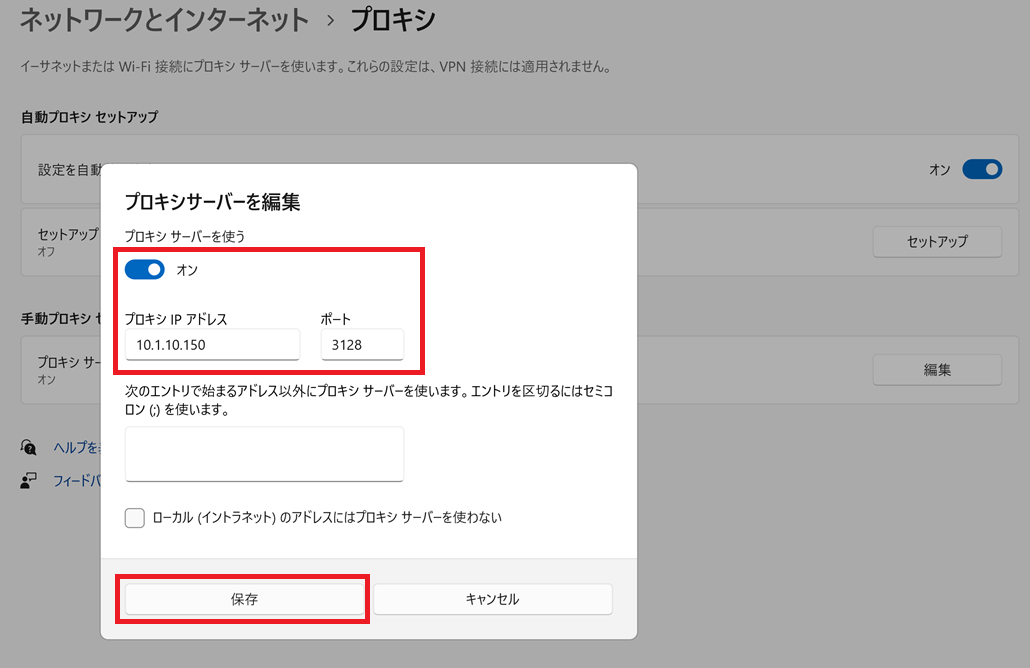 ネットワークとインターネット › プロキシ
イーサネットまたは Wi-Fi 接続にプロキシ サーバーを使います。これらの設定は、VPN 接続には適用されません。
自動プロキシ セットアップ
設定を自動
オン
セットアップ
オフ
セットアップ
手動プロキシ
プロキシ サー
オン
編集
ヘルプを
フィードバ
プロキシサーバーを編集
プロキシ サーバーを使う
オン
プロキシ IP アドレス
ポート
10.1.10.150
3128
次のエントリで始まるアドレス以外にプロキシ サーバーを使います。エントリを区切るにはセミコ
ロン (;) を使います。
ローカル (イントラネット) のアドレスにはプロキシ サーバーを使わない
保存
キャンセル